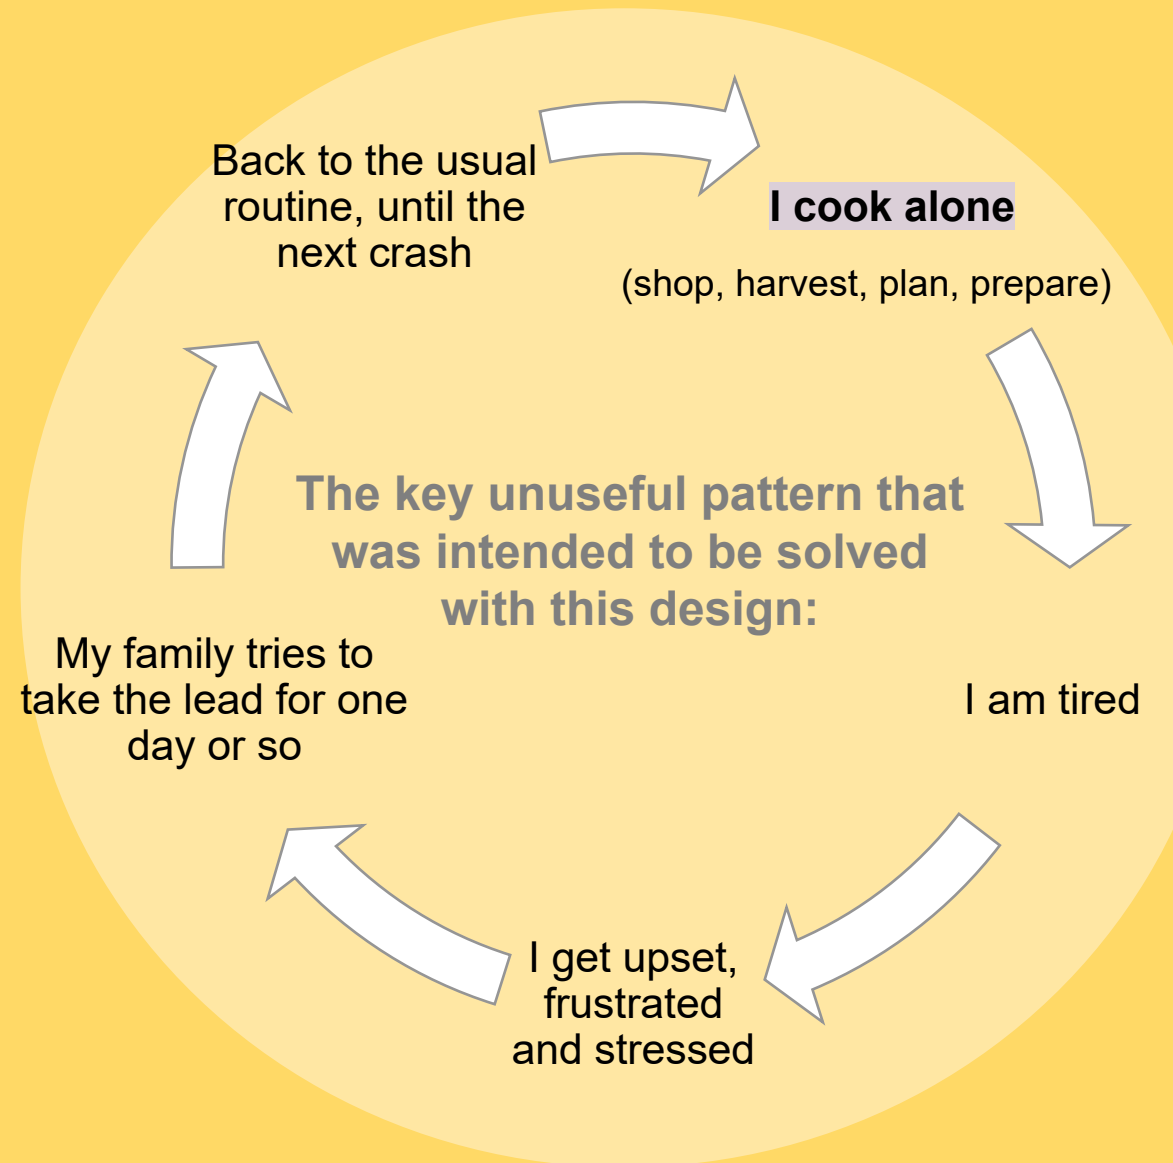 The key unuseful pattern that
was intended to be solved
with this design:
I cook alone
(shop, harvest, plan, prepare)
I am tired
I get upset,
frustrated
and stressed
My family tries to
take the lead for one
day or so
Back to the usual
routine, until the
next crash